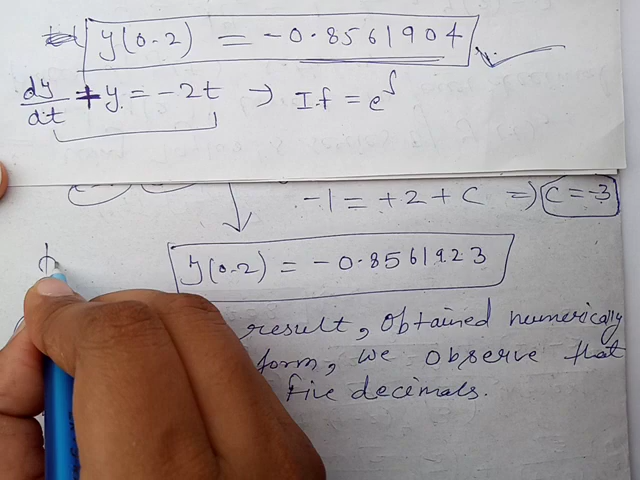 y(0.2) = -0.8561904
dy/dt + y = -2t → If = e^∫
-1 = +2 + C ⇒ C = -3
y(0.2) = -0.8561923
result, obtained numerically
form, we observe that
five decimals.